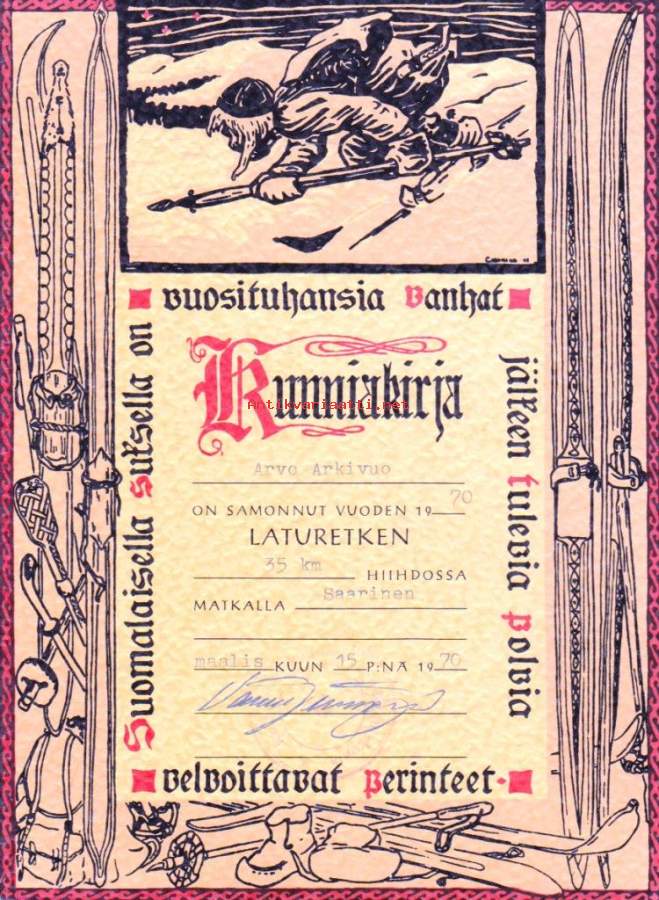 Suomalaisella Suksella on
vuosituhansia Vanhat
jälkeen tulevia Polvia
velvoittavat Perinteet-
Kunniakirja
Antikvariaatti.net
Arvo Arkivuo
ON SAMONNUT VUODEN 1970
LATURETKEN
35 km HIIHDOSSA
MATKALLA Saarinen
maalis KUUN 15 P:NÄ 1970